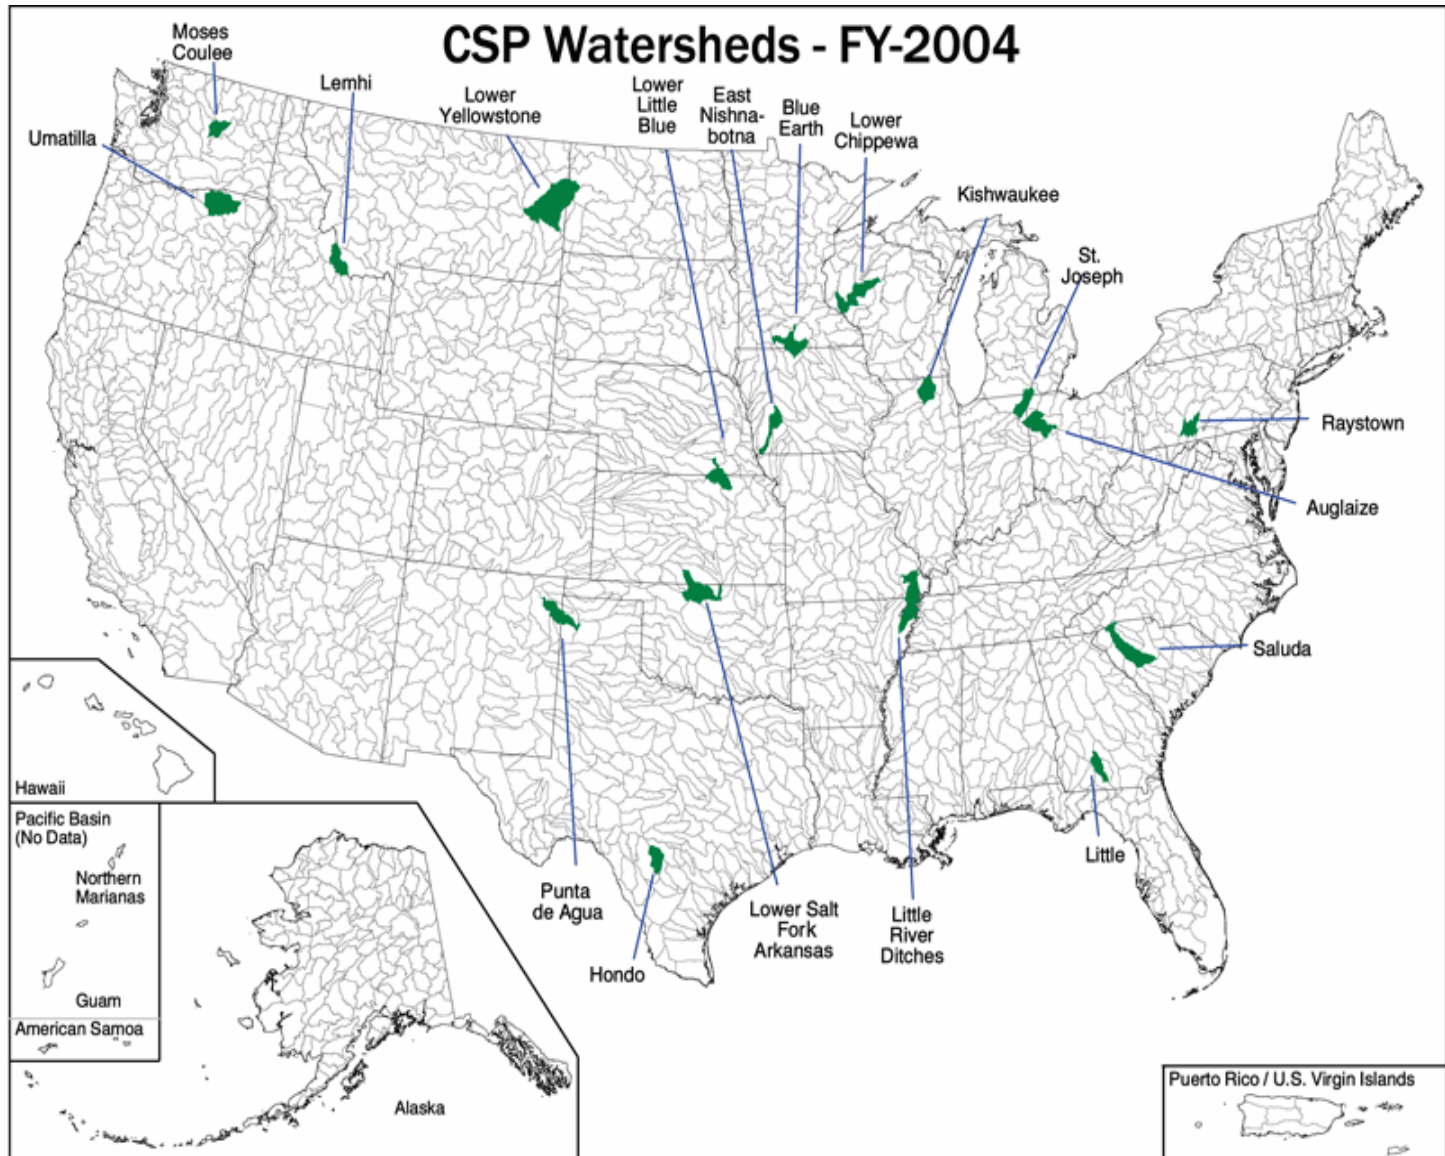 CSP Watersheds - FY-2004
Moses
Coulee
Lemhi
Lower
Yellowstone
Lower
Little
Blue
East
Nishna-
botna
Blue
Earth
Lower
Chippewa
Umatilla
Kishwaukee
St.
Joseph
Raystown
Auglaize
Saluda
Little
Little
River
Ditches
Lower Salt
Fork
Arkansas
Punta
de Agua
Hondo
Hawaii
Pacific Basin
(No Data)
Northern
Marianas
Guam
American Samoa
Alaska
Puerto Rico / U.S. Virgin Islands